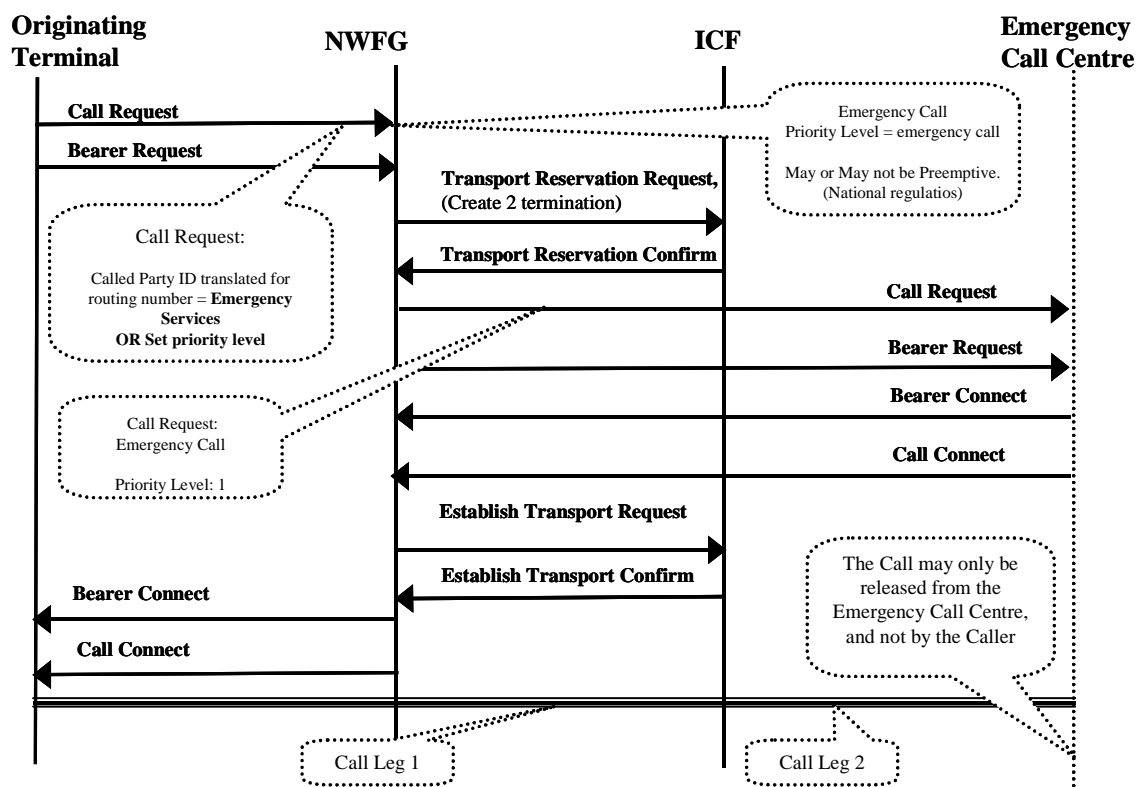 Originating
Terminal
NWFG
ICF
Emergency
Call Centre
Call Request
Bearer Request
Emergency Call
Priority Level = emergency call
May or May not be Preemptive.
(National regulatios)
Transport Reservation Request,
(Create 2 termination)
Call Request:
Called Party ID translated for
routing number = Emergency
Services
OR Set priority level
Transport Reservation Confirm
Call Request
Bearer Request
Bearer Connect
Call Request:
Emergency Call
Priority Level: 1
Call Connect
Establish Transport Request
Establish Transport Confirm
The Call may only be
released from the
Emergency Call Centre,
and not by the Caller
Bearer Connect
Call Connect
Call Leg 1
Call Leg 2